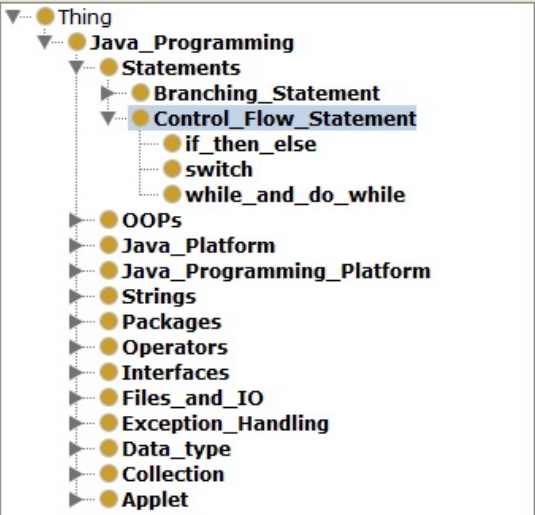 Thing
Java_Programming
Statements
Branching_Statement
Control_Flow_Statement
if_then_else
switch
while_and_do_while
OOPs
Java_Platform
Java_Programming_Platform
Strings
Packages
Operators
Interfaces
Files_and_IO
Exception_Handling
Data_type
Collection
Applet